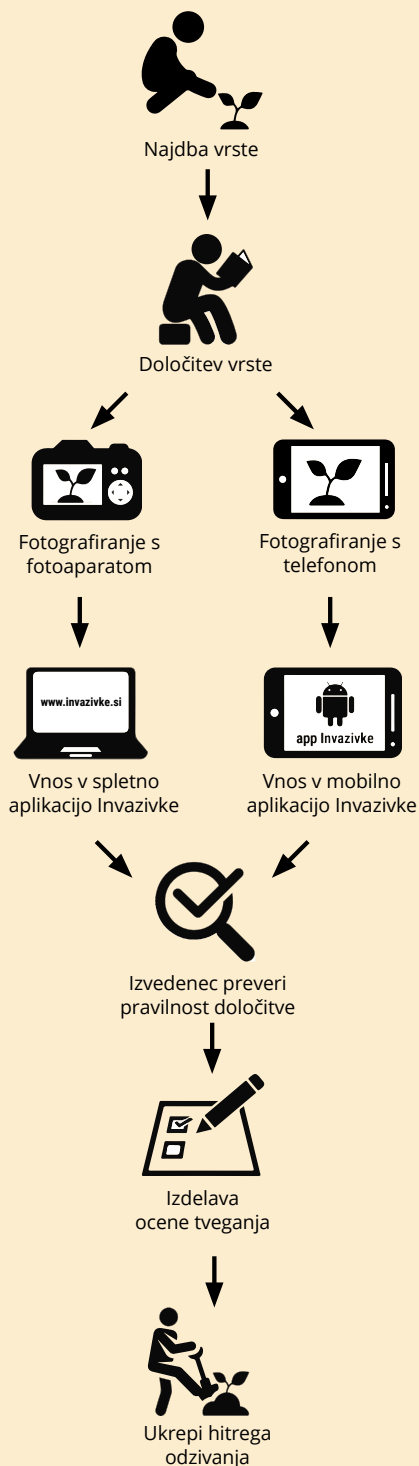 Najdba vrste
Določitev vrste
Fotografiranje s
fotoaparatom
Fotografiranje s
telefonom
www.invazivke.si
app Invazivke
Vnos v spletno
aplikacijo Invazivke
Vnos v mobilno
aplikacijo Invazivke
Izvedenec preveri
pravilnost določitve
Izdelava
ocene tveganja
Ukrepi hitrega
odzivanja